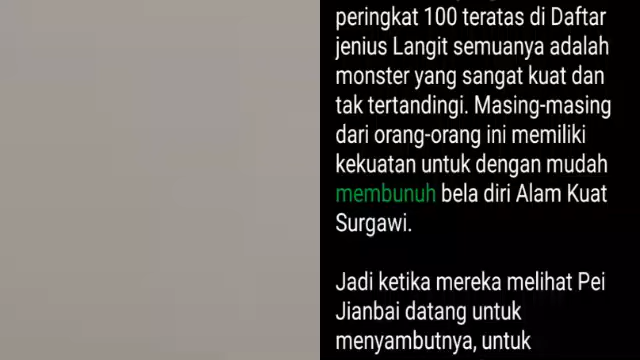 peringkat 100 teratas di Daftar
jenius Langit semuanya adalah
monster yang sangat kuat dan
tak tertandingi. Masing-masing
dari orang-orang ini memiliki
kekuatan untuk dengan mudah
membunuh bela diri Alam Kuat
Surgawi.
Jadi ketika mereka melihat Pei
Jianbai datang untuk
menyambutnya, untuk